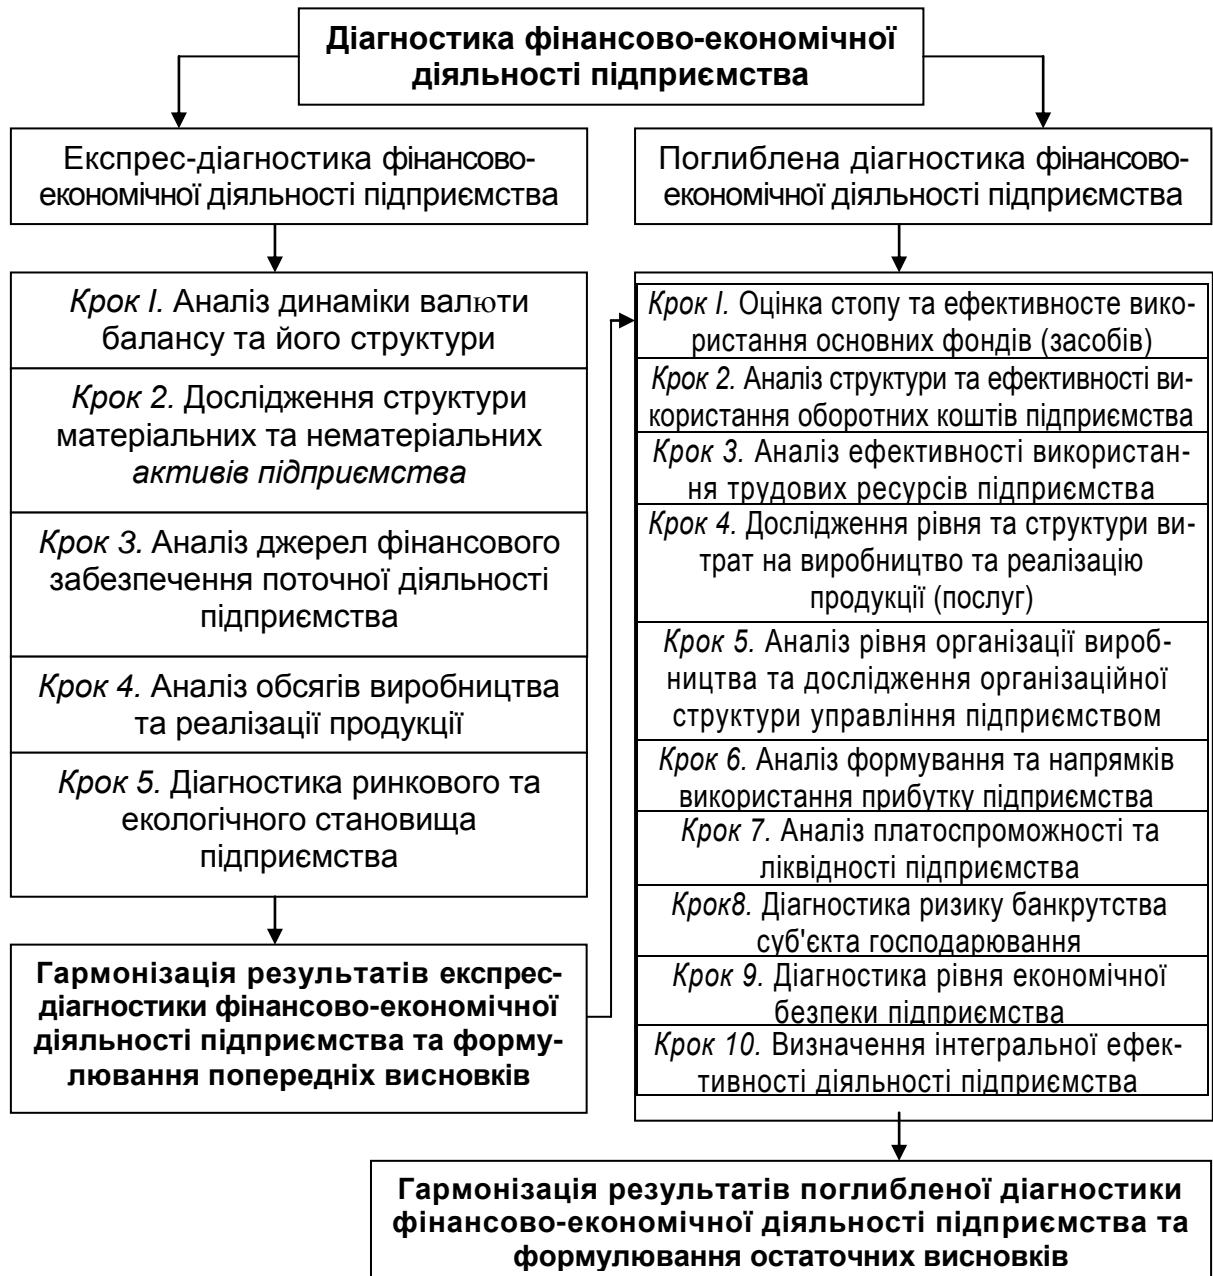 Діагностика фінансово-економічної
діяльності підприємства
Експрес-діагностика фінансово-
економічної діяльності підприємства
Крок І. Аналіз динаміки валюти
балансу та його структури
Крок 2. Дослідження структури
матеріальних та нематеріальних
активів підприємства
Крок 3. Аналіз джерел фінансового
забезпечення поточної діяльності
підприємства
Крок 4. Аналіз обсягів виробництва
та реалізації продукції
Крок 5. Діагностика ринкового та
екологічного становища
підприємства
Гармонізація результатів експрес-
діагностики фінансово-економічної
діяльності підприємства та форму-
лювання попередніх висновків
Поглиблена діагностика фінансово-
економічної діяльності підприємства
Крок І. Оцінка стопу та ефективносте вико-
ристання основних фондів (засобів)
Крок 2. Аналіз структури та ефективності ви-
користання оборотних коштів підприємства
Крок 3. Аналіз ефективності використан-
ня трудових ресурсів підприємства
Крок 4. Дослідження рівня та структури ви-
трат на виробництво та реалізацію
продукції (послуг)
Крок 5. Аналіз рівня організації вироб-
ництва та дослідження організаційної
структури управління підприємством
Крок 6. Аналіз формування та напрямків
використання прибутку підприємства
Крок 7. Аналіз платоспроможності та
ліквідності підприємства
Крок8. Діагностика ризику банкрутства
суб'єкта господарювання
Крок 9. Діагностика рівня економічної
безпеки підприємства
Крок 10. Визначення інтегральної ефек-
тивності діяльності підприємства
Гармонізація результатів поглибленої діагностики
фінансово-економічної діяльності підприємства та
формулювання остаточних висновків